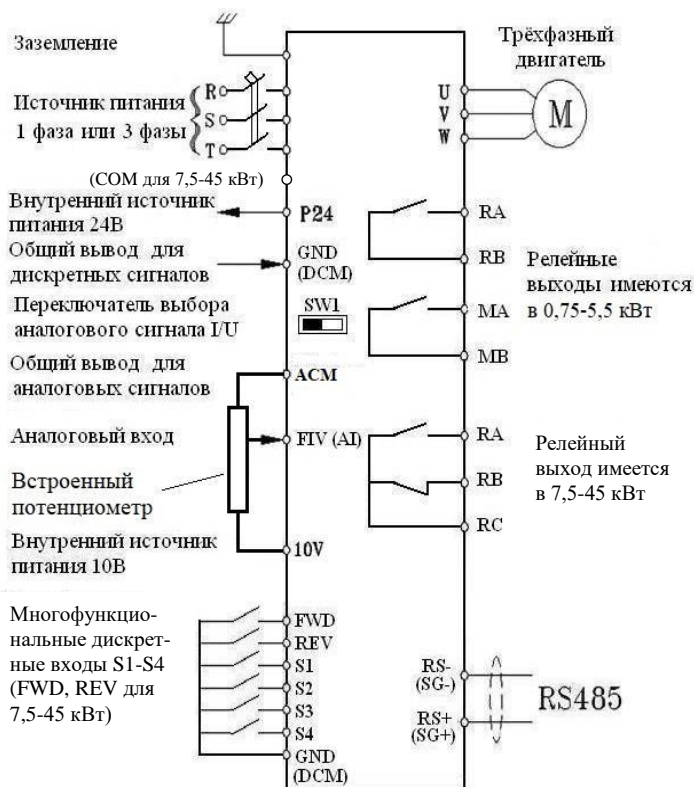 Заземление
Трёхфазный
двигатель
Источник питания
1 фаза или 3 фазы
R
S
T
U
V
W
M
(COM для 7,5-45 кВт)
Внутренний источник
питания 24В
P24
RA
Общий вывод для
дискретных сигналов
GND
(DCM)
RB
Релейные
выходы имеются
в 0,75-5,5 кВт
Переключатель выбора
аналогового сигнала I/U
SW1
MA
MB
Общий вывод для
аналоговых сигналов
ACM
Аналоговый вход
FIV (AI)
RA
Релейный
выход имеется
в 7,5-45 кВт
RB
RC
Встроенный
потенциометр
Внутренний источник
питания 10В
10V
Многофункцио-
нальные дискрет-
ные входы S1-S4
(FWD, REV для
7,5-45 кВт)
FWD
REV
S1
S2
S3
S4
GND
(DCM)
RS-
(SG-)
RS+
(SG+)
RS485